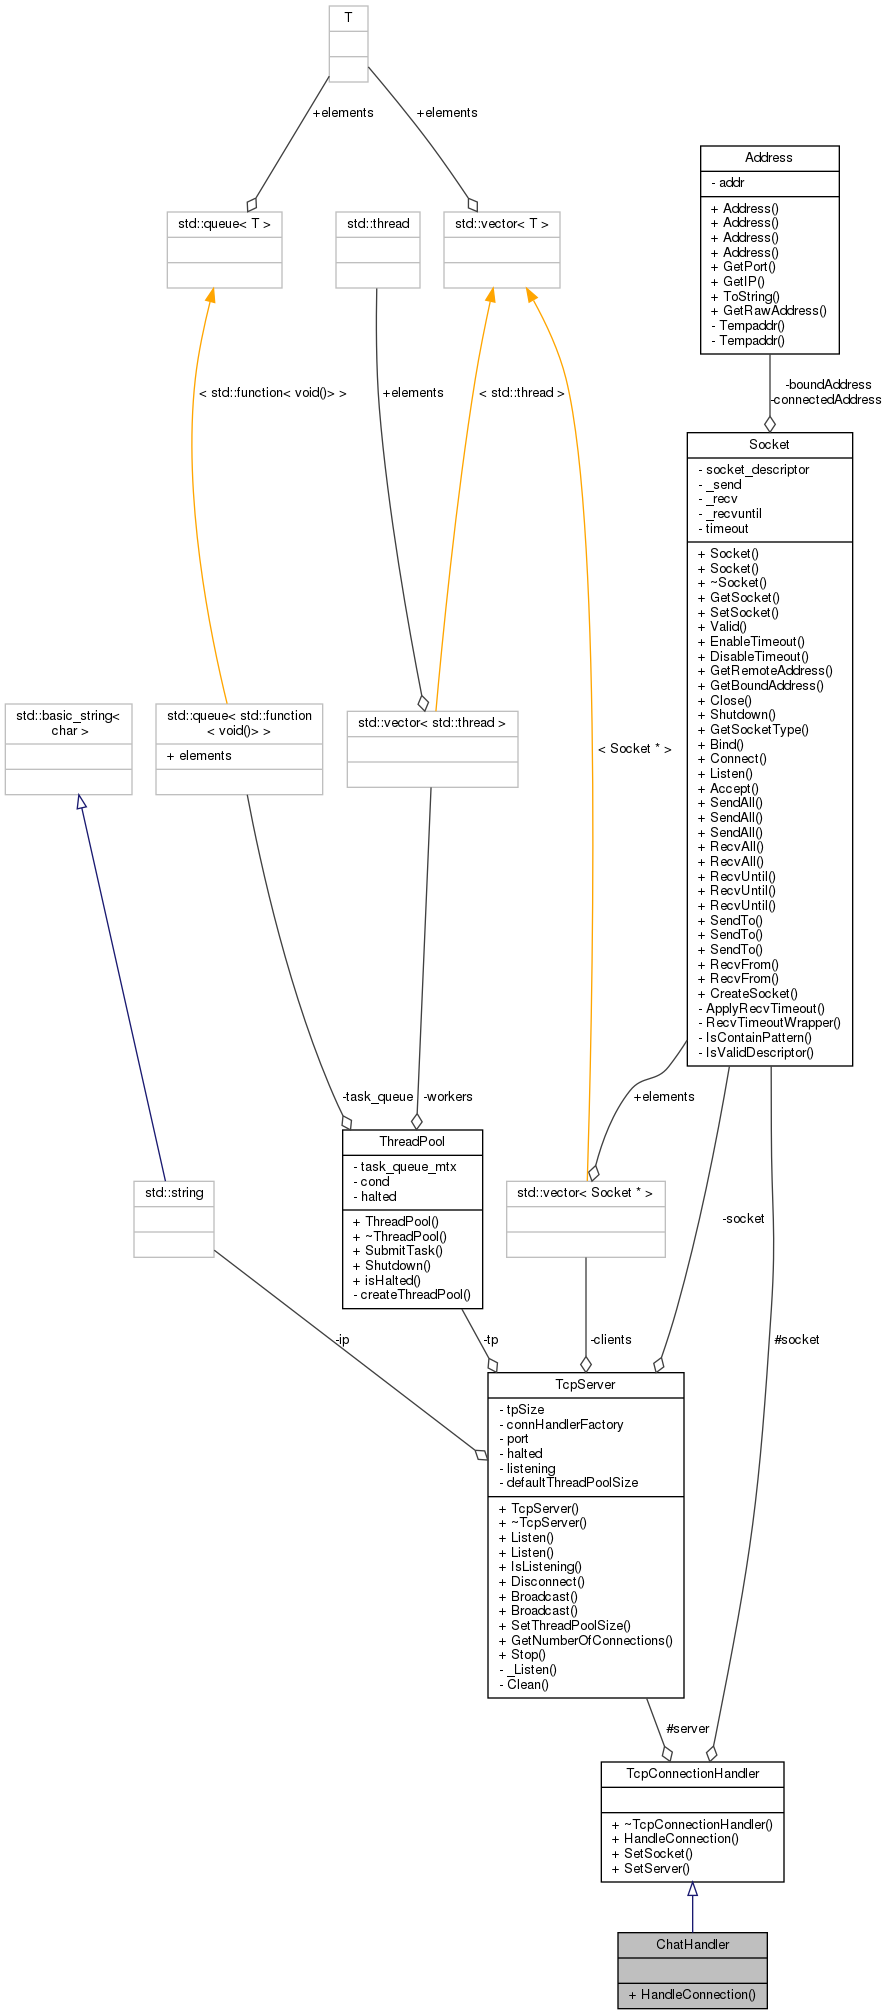 T
+elements
+elements
Address
- addr
+ Address()
+ Address()
+ Address()
+ Address()
+ GetPort()
+ GetIP()
+ ToString()
+ GetRawAddress()
- Tempaddr()
- Tempaddr()
std::queue< T >
std::thread
std::vector< T >
-boundAddress
-connectedAddress
< std::function< void()> >
+elements
< std::thread >
Socket
- socket_descriptor
- _send
- _recv
- _recvuntil
- timeout
+ Socket()
+ Socket()
+ ~Socket()
+ GetSocket()
+ SetSocket()
+ Valid()
+ EnableTimeout()
+ DisableTimeout()
+ GetRemoteAddress()
+ GetBoundAddress()
+ Close()
+ Shutdown()
+ GetSocketType()
+ Bind()
+ Connect()
+ Listen()
+ Accept()
+ SendAll()
+ SendAll()
+ SendAll()
+ RecvAll()
+ RecvAll()
+ RecvUntil()
+ RecvUntil()
+ RecvUntil()
+ SendTo()
+ SendTo()
+ SendTo()
+ RecvFrom()
+ RecvFrom()
+ CreateSocket()
- ApplyRecvTimeout()
- RecvTimeoutWrapper()
- IsContainPattern()
- IsValidDescriptor()
std::basic_string<
char >
std::queue< std::function
< void()> >
+ elements
std::vector< std::thread >
< Socket * >
-task_queue
-workers
+elements
ThreadPool
- task_queue_mtx
- cond
- halted
+ ThreadPool()
+ ~ThreadPool()
+ SubmitTask()
+ Shutdown()
+ isHalted()
- createThreadPool()
std::string
std::vector< Socket * >
-socket
-ip
-tp
-clients
#socket
TcpServer
- tpSize
- connHandlerFactory
- port
- halted
- listening
- defaultThreadPoolSize
+ TcpServer()
+ ~TcpServer()
+ Listen()
+ Listen()
+ IsListening()
+ Disconnect()
+ Broadcast()
+ Broadcast()
+ SetThreadPoolSize()
+ GetNumberOfConnections()
+ Stop()
- _Listen()
- Clean()
#server
TcpConnectionHandler
+ ~TcpConnectionHandler()
+ HandleConnection()
+ SetSocket()
+ SetServer()
ChatHandler
+ HandleConnection()